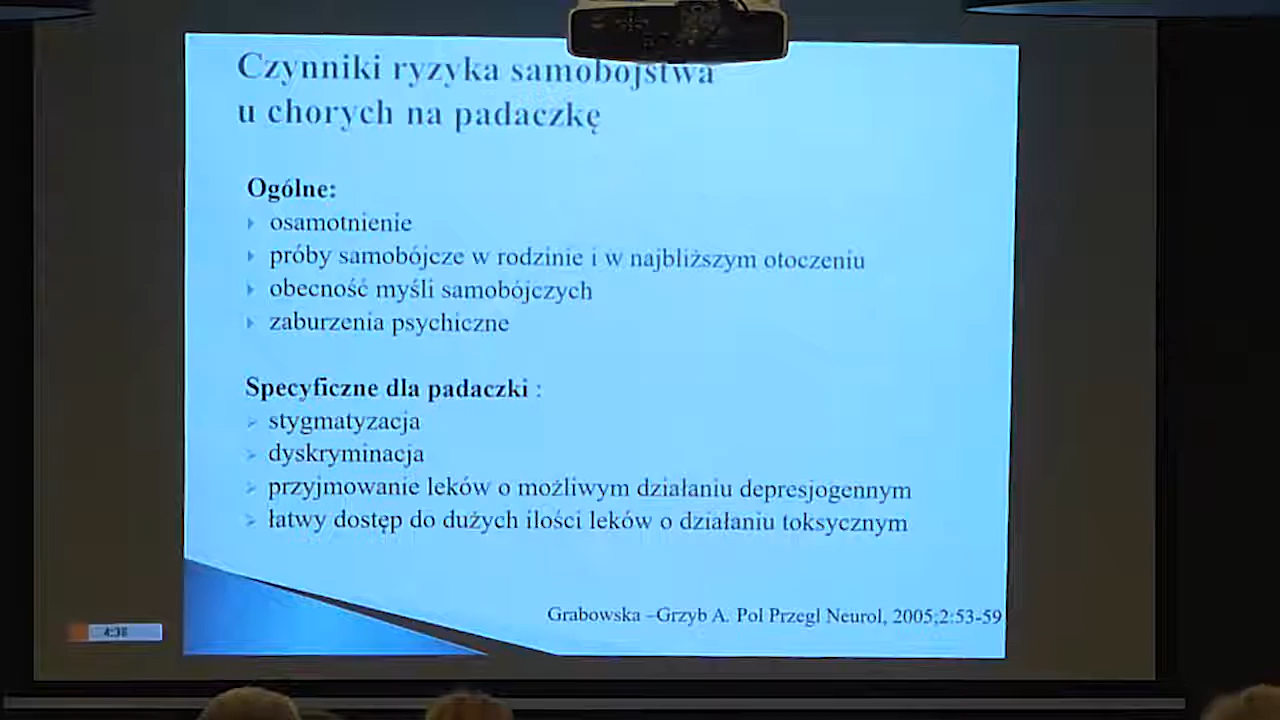 Czynniki ryzyka samobójstwa
u chorych na padaczkę
Ogólne:
osamotnienie
próby samobójcze w rodzinie i w najbliższym otoczeniu
obecność myśli samobójczych
zaburzenia psychiczne
Specyficzne dla padaczki :
stygmatyzacja
dyskryminacja
przyjmowanie leków o możliwym działaniu depresjogennym
łatwy dostęp do dużych ilości leków o działaniu toksycznym
Grabowska –Grzyb A. Pol Przegl Neurol, 2005;2:53-59
4:38